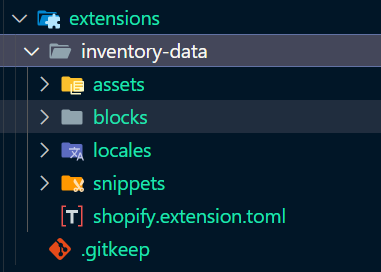 extensions
inventory-data
assets
blocks
locales
snippets
shopify.extension.toml
.gitkeep